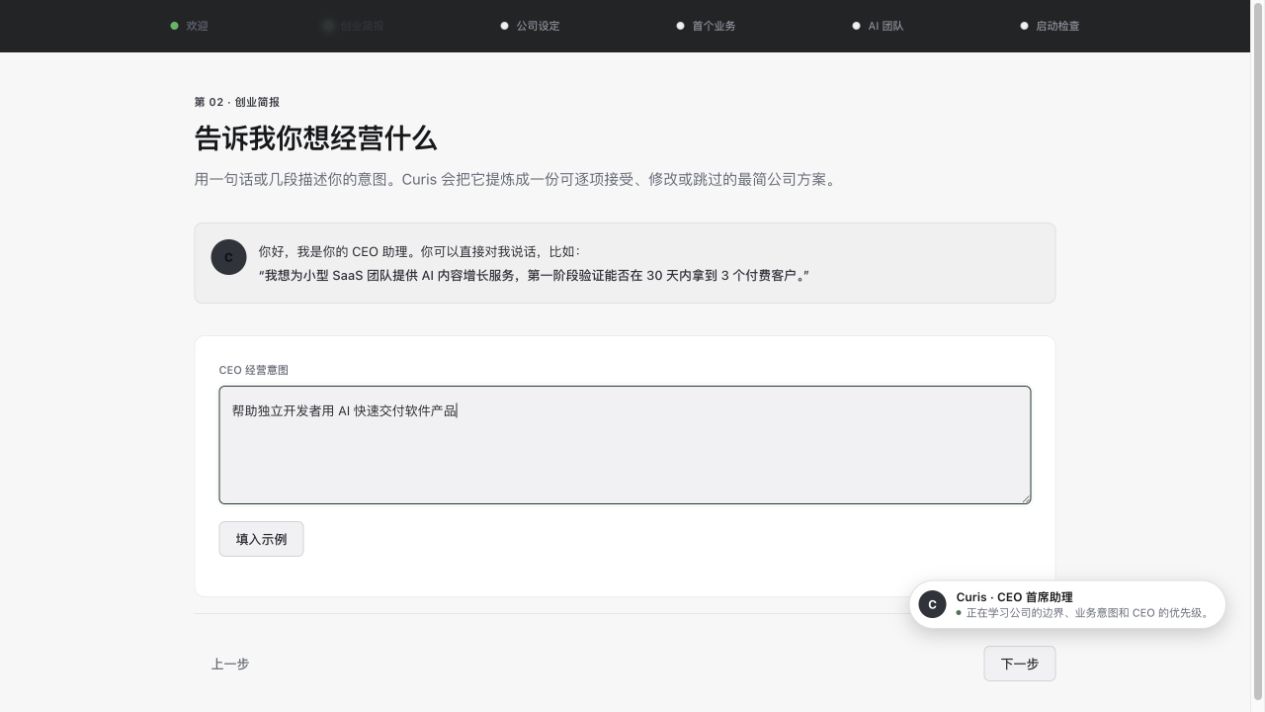 欢迎
创业简报
公司设定
首个业务
AI 团队
启动检查
第 02 · 创业简报
告诉我你想经营什么
用一句话或几段描述你的意图。Curis 会把它提炼成一份可逐项接受、修改或跳过的最简公司方案。
C
你好，我是你的 CEO 助理。你可以直接对我说话，比如：
“我想为小型 SaaS 团队提供 AI 内容增长服务，第一阶段验证能否在 30 天内拿到 3 个付费客户。”
CEO 经营意图
帮助独立开发者用 AI 快速交付软件产品
填入示例
C
Curis · CEO 首席助理
正在学习公司的边界、业务意图和 CEO 的优先级。
上一步
下一步